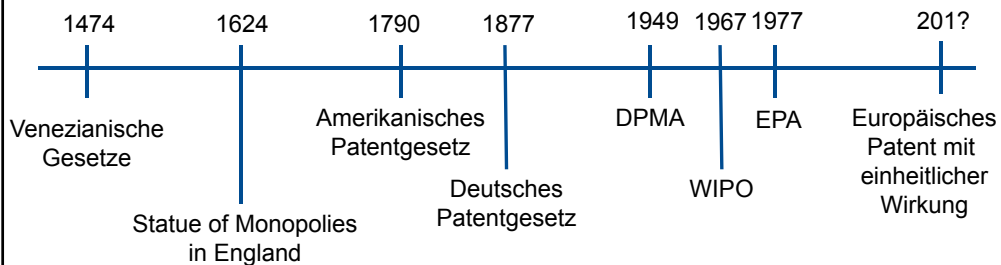 1474 1624 1790 1877 1949 1967 1977 201?
Venezianische
Gesetze
Statue of Monopolies
in England
Amerikanisches
Patentgesetz
Deutsches
Patentgesetz
DPMA
WIPO
EPA
Europäisches
Patent mit
einheitlicher
Wirkung